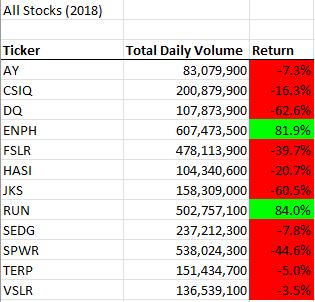 All Stocks (2018)
Ticker Total Daily Volume Return
AY 83,079,900 -7.3%
CSIQ 200,879,900 -16.3%
DQ 107,873,900 -62.6%
ENPH 607,473,500 81.9%
FSLR 478,113,900 -39.7%
HASI 104,340,600 -20.7%
JKS 158,309,000 -60.5%
RUN 502,757,100 84.0%
SEDG 237,212,300 -7.8%
SPWR 538,024,300 -44.6%
TERP 151,434,700 -5.0%
VSLR 136,539,100 -3.5%